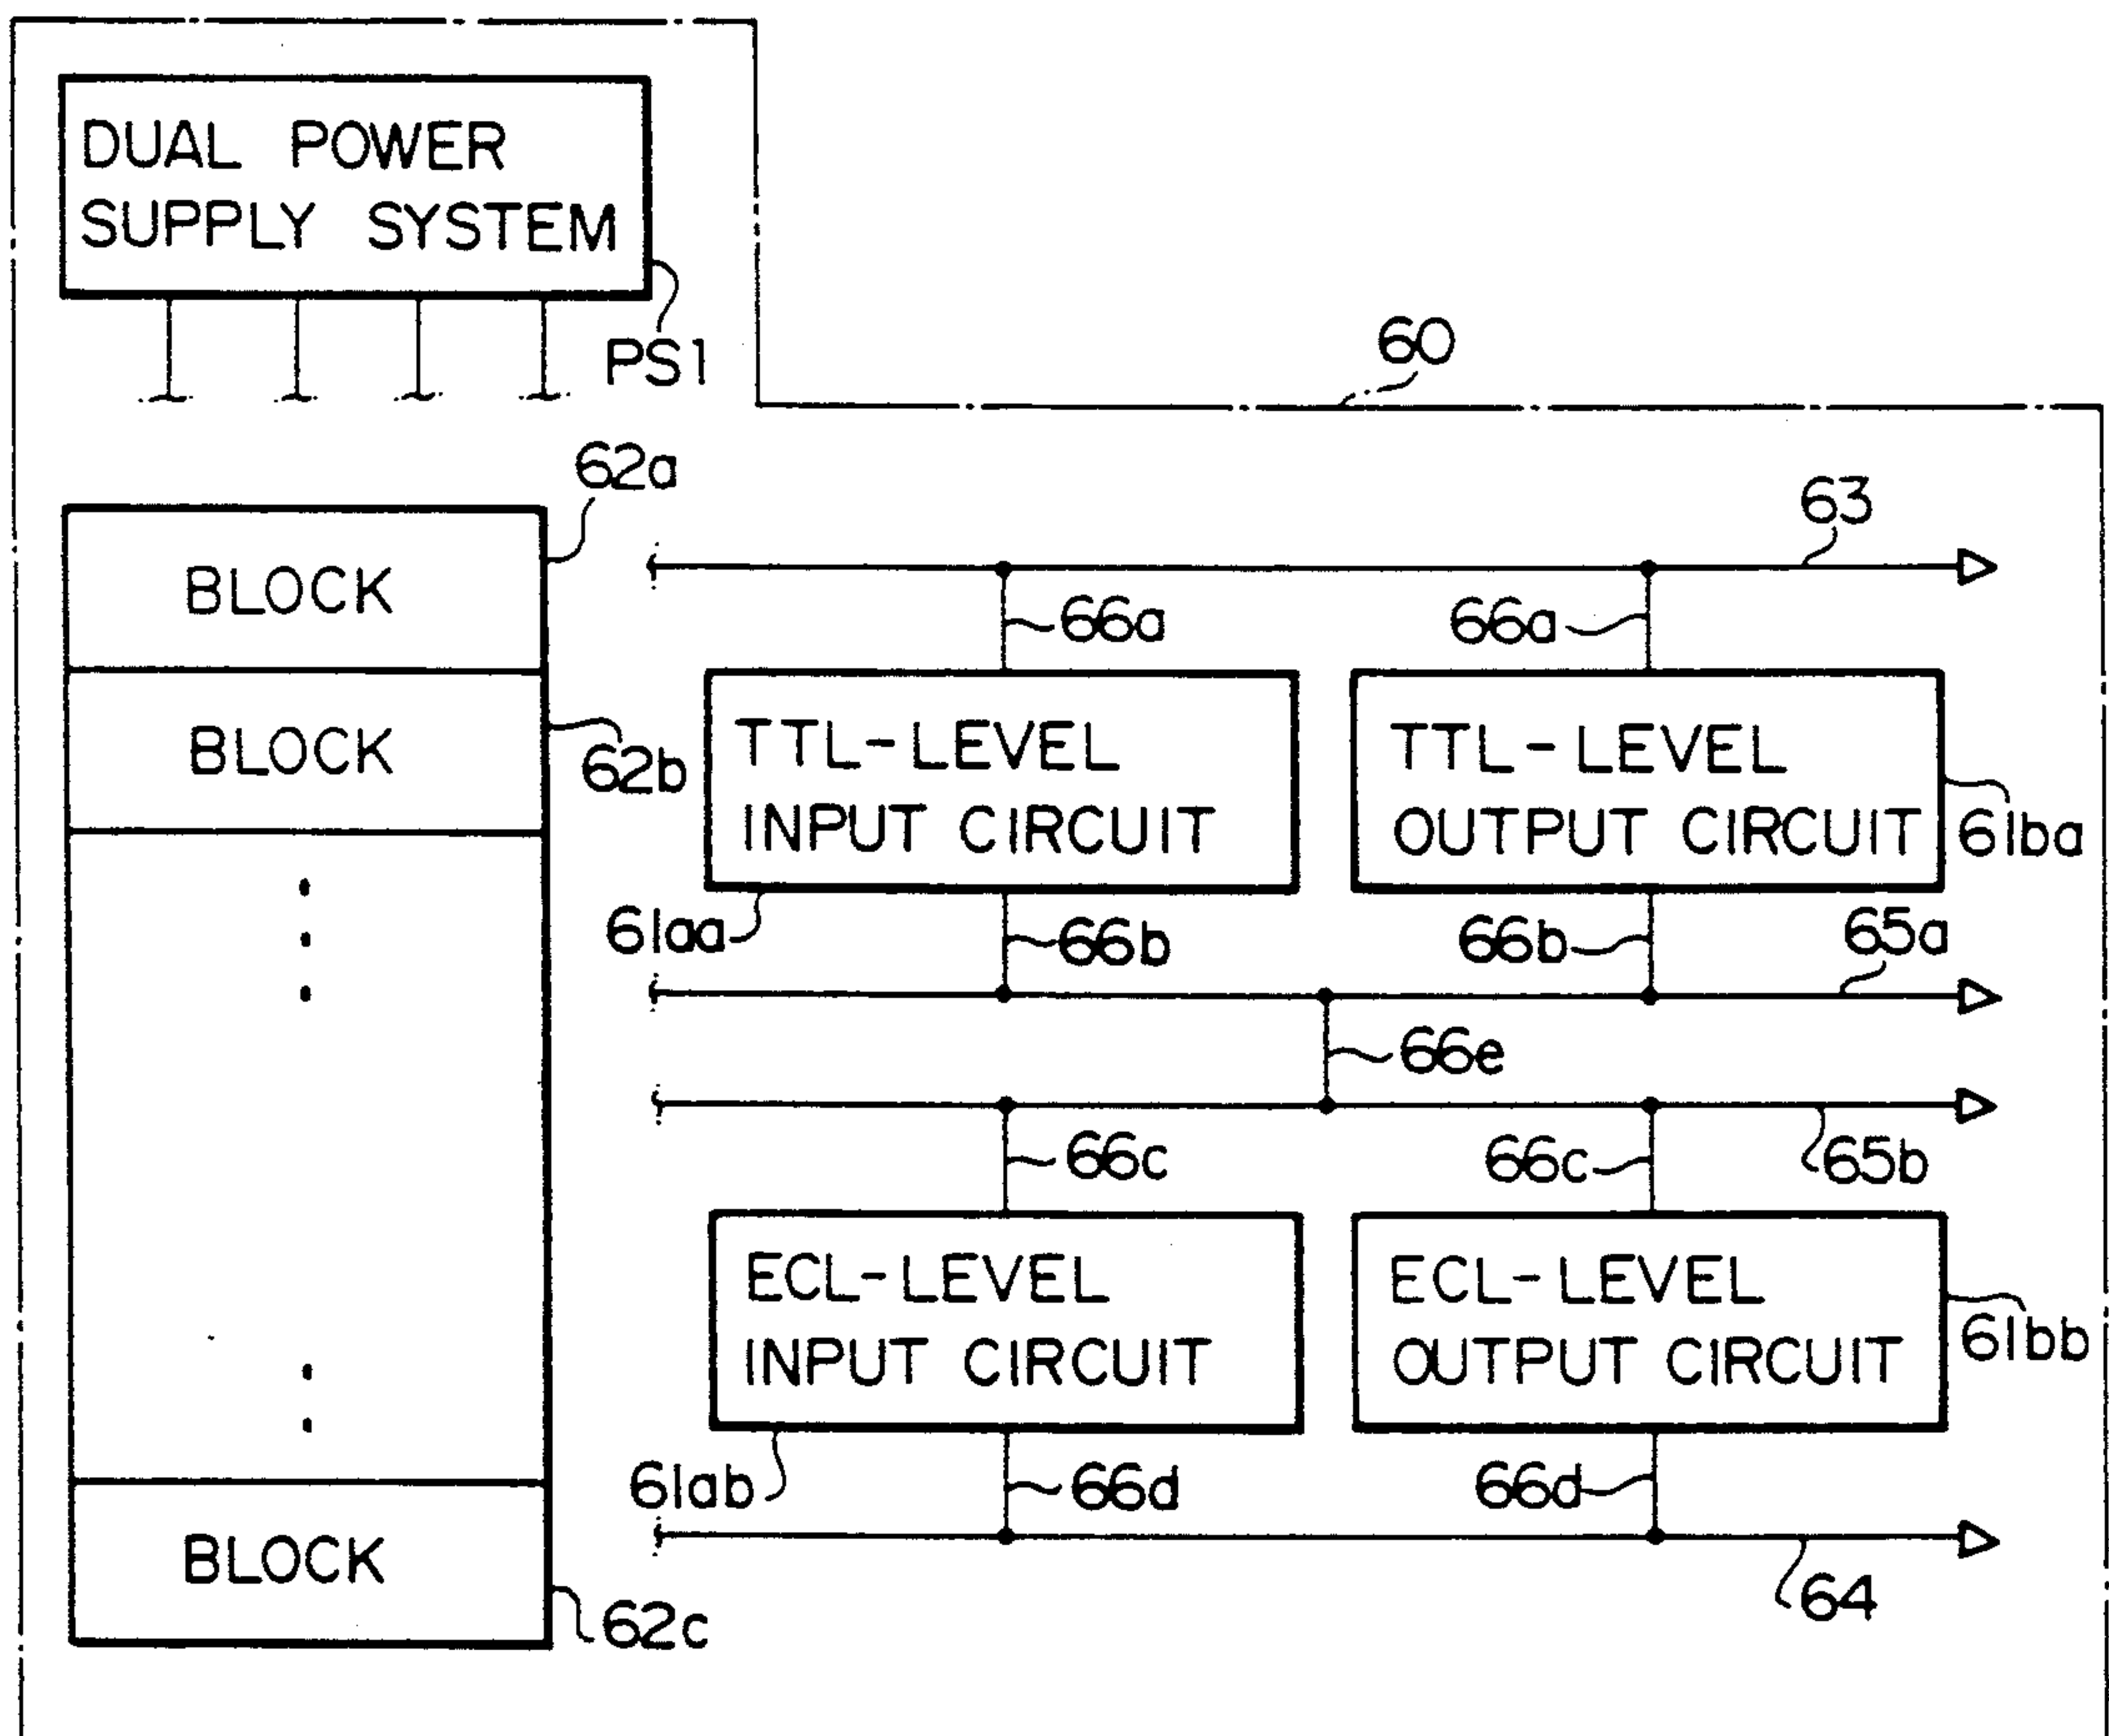 DUAL POWER
SUPPLY SYSTEM
PS1
60
62a
63
BLOCK
66a
66a
BLOCK
62b
TTL-LEVEL
INPUT CIRCUIT
TTL-LEVEL
OUTPUT CIRCUIT
61ba
61aa
66b
66b
65a
66e
66c
66c
65b
ECL-LEVEL
INPUT CIRCUIT
ECL-LEVEL
OUTPUT CIRCUIT
61bb
61ab
66d
66d
BLOCK
64
62c